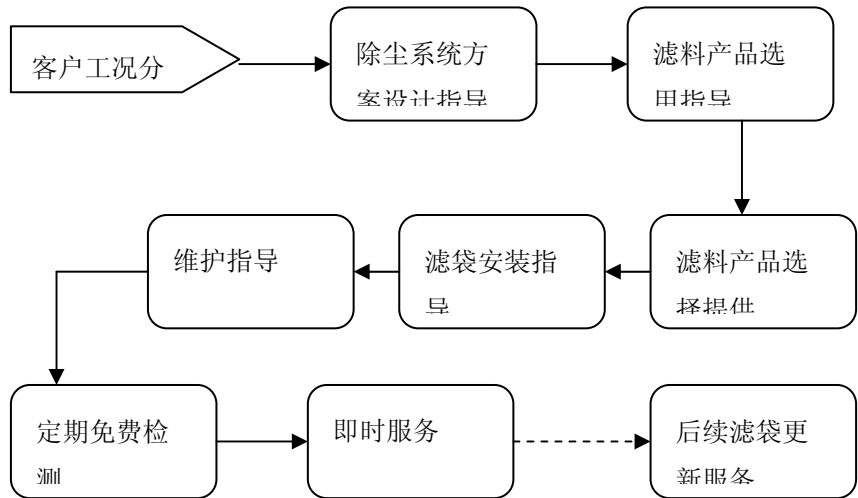 客户工况分
除尘系统方
案设计指导
滤料产品选
用指导
滤料产品选
择提供
滤袋安装指
导
维护指导
定期免费检
测
即时服务
后续滤袋更
新服务